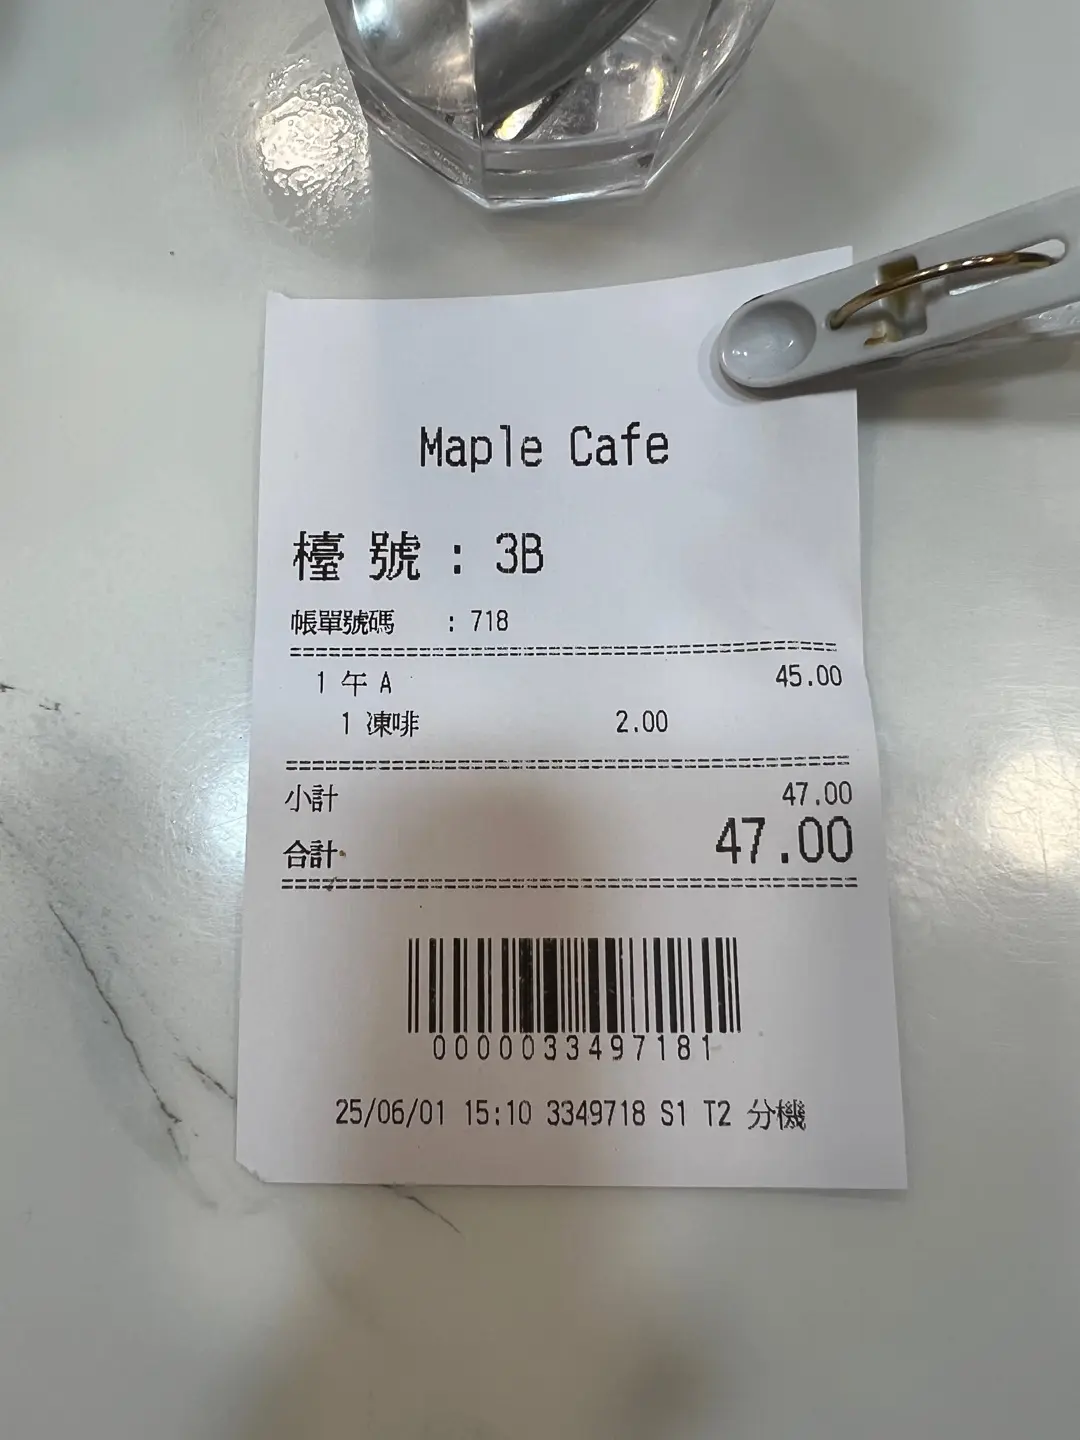 Maple Cafe
檯號 : 3B
帳單號碼 : 718
1 午 A 45.00
1 凍啡 2.00
小計 47.00
合計 47.00
0000033497181
25/06/01 15:10 3349718 S1 T2 分機